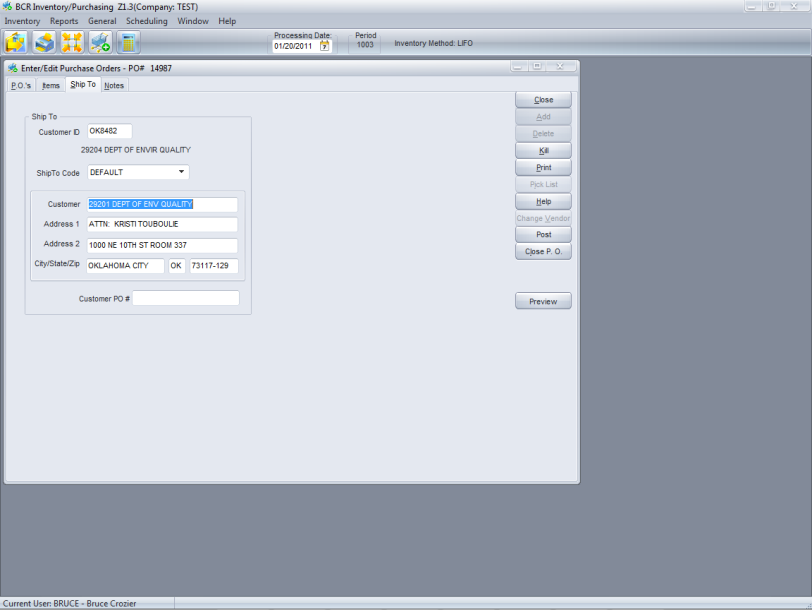 BCR Inventory/Purchasing Z1.3(Company: TEST)
Inventory Reports General Scheduling Window Help
Processing Date: Period
01/20/2011 1003 Inventory Method: LIFO
Enter/Edit Purchase Orders - PO# 14987
P.O.'s Items Ship To Notes
Ship To
Customer ID OK8482
29204 DEPT OF ENVIR QUALITY
ShipTo Code DEFAULT
Customer 29201 DEPT OF ENV QUALITY
Address 1 ATTN: KRISTI TOUBOULIE
Address 2 1000 NE 10TH ST ROOM 337
City/State/Zip OKLAHOMA CITY OK 73117-129
Customer PO #
Close
Add
Delete
Kill
Print
Pick List
Help
Change Vendor
Post
Close P. O.
Preview
Current User: BRUCE - Bruce Crozier